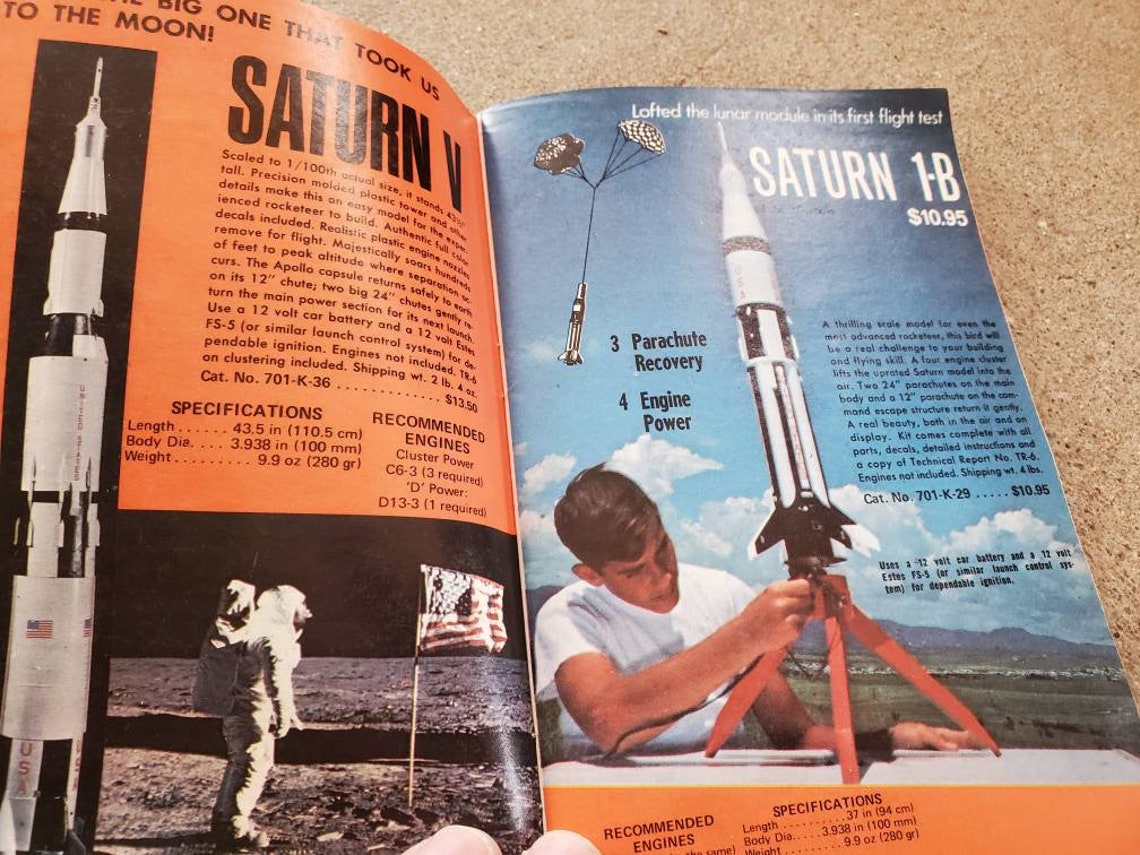 THE BIG ONE THAT TOOK US
TO THE MOON!
SATURN V
Scaled to 1/100th actual size, it stands 43½"
tall. Precision molded plastic tower and other
details make this an easy model for the exper-
ienced rocketeer to build. Authentic full color
decals included. Realistic plastic engine nozzles
remove for flight. Majestically soars hundreds
of feet to peak altitude where separation oc-
curs. The Apollo capsule returns safely to earth
on its 12" chute; two big 24" chutes gently re-
turn the main power section for its next launch.
Use a 12 volt car battery and a 12 volt Estes
FS-5 (or similar launch control system) for de-
pendable ignition. Engines not included. TR-6
on clustering included. Shipping wt. 2 lb. 4 oz.
Cat. No. 701-K-36 . . . . . . . . . . $13.50
SPECIFICATIONS
Length . . . . . . 43.5 in (110.5 cm)
Body Dia. . . . 3.938 in (100 mm)
Weight . . . . . . . . . 9.9 oz (280 gr)
RECOMMENDED
ENGINES
Cluster Power
C6-3 (3 required)
'D' Power:
D13-3 (1 required)
UNITED STATES
USA
Lofted the lunar module in its first flight test
SATURN 1-B
$10.95
3 Parachute
Recovery
4 Engine
Power
A thrilling scale model for even the
most advanced rocketeer, this bird will
be a real challenge to your building
and flying skill. A four engine cluster
lifts the uprated Saturn model into the
air. Two 24" parachutes on the main
body and a 12" parachute on the com-
mand escape structure return it gently.
A real beauty, both in the air and on
display. Kit comes complete with all
parts, decals, detailed instructions and
a copy of Technical Report No. TR-6.
Engines not included. Shipping wt. 4 lbs.
Cat. No. 701-K-29 . . . . . $10.95
Uses a 12 volt car battery and a 12 volt
Estes FS-5 (or similar launch control sys-
tem) for dependable ignition.
RECOMMENDED
ENGINES
the same)
SPECIFICATIONS
Length . . . . . . . . . . 37 in (94 cm)
Body Dia. . . . . 3.938 in (100 mm)
Weight . . . . . . . . . 9.9 oz (280 gr)